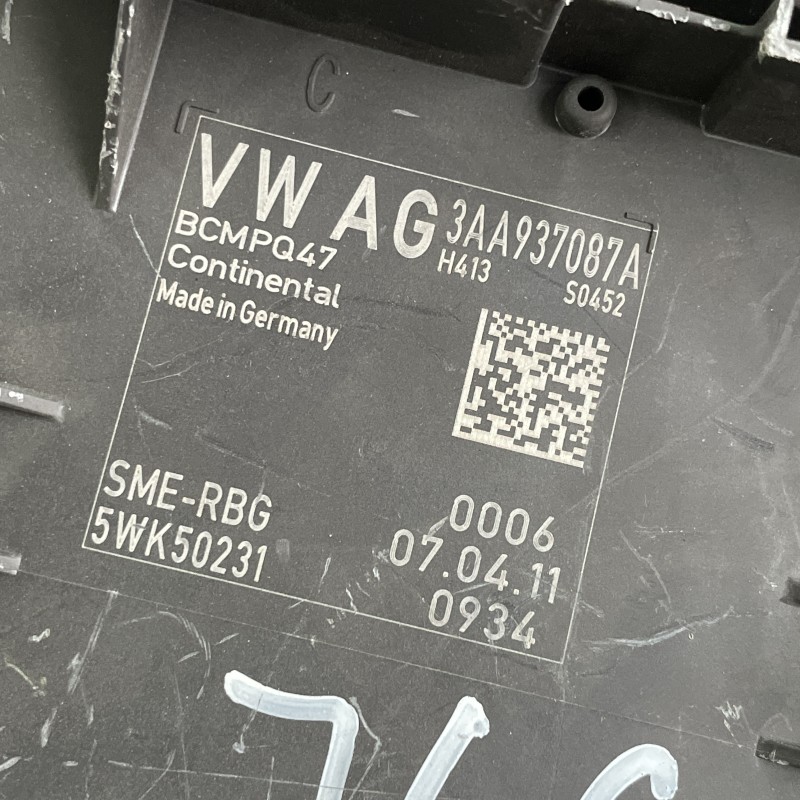 C
VW AG 3AA937087A
BCMPQ47 H413 S0452
Continental
Made in Germany
SME-RBG 0006
5WK50231 07.04.11
0934